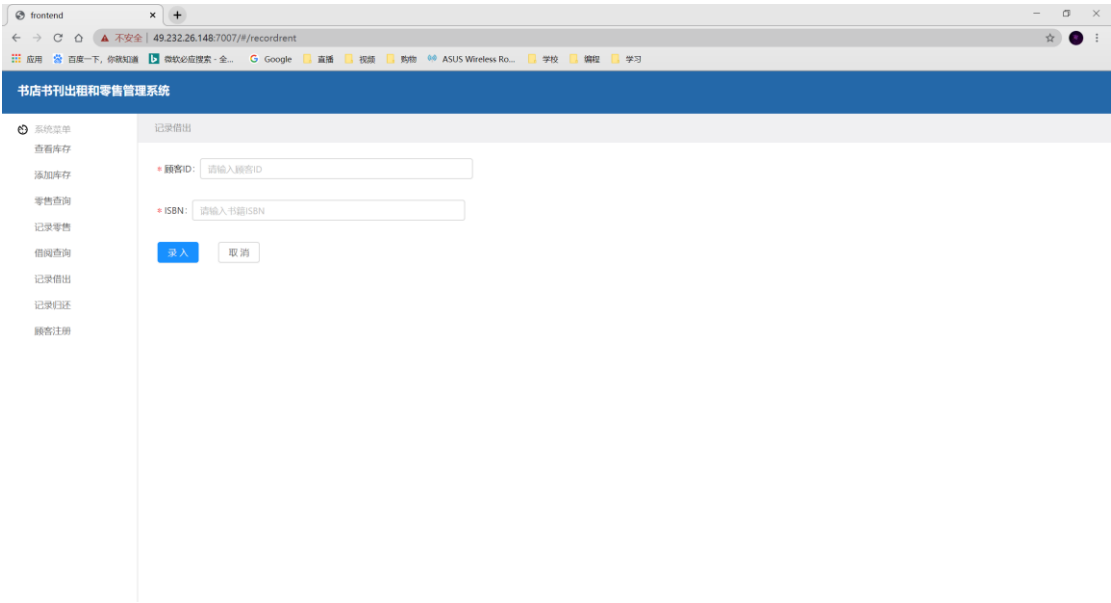 frontend
不安全 | 49.232.26.148:7007/#/recordrent
应用 百度一下，你就知道 微软必应搜索 - 全... Google 直播 视频 购物 ASUS Wireless Ro... 学校 编程 学习
书店书刊出租和零售管理系统
系统菜单
查看库存
添加库存
零售查询
记录零售
借阅查询
记录借出
记录归还
顾客注册
记录借出
* 顾客ID: 请输入顾客ID
* ISBN: 请输入书籍ISBN
录入 取消